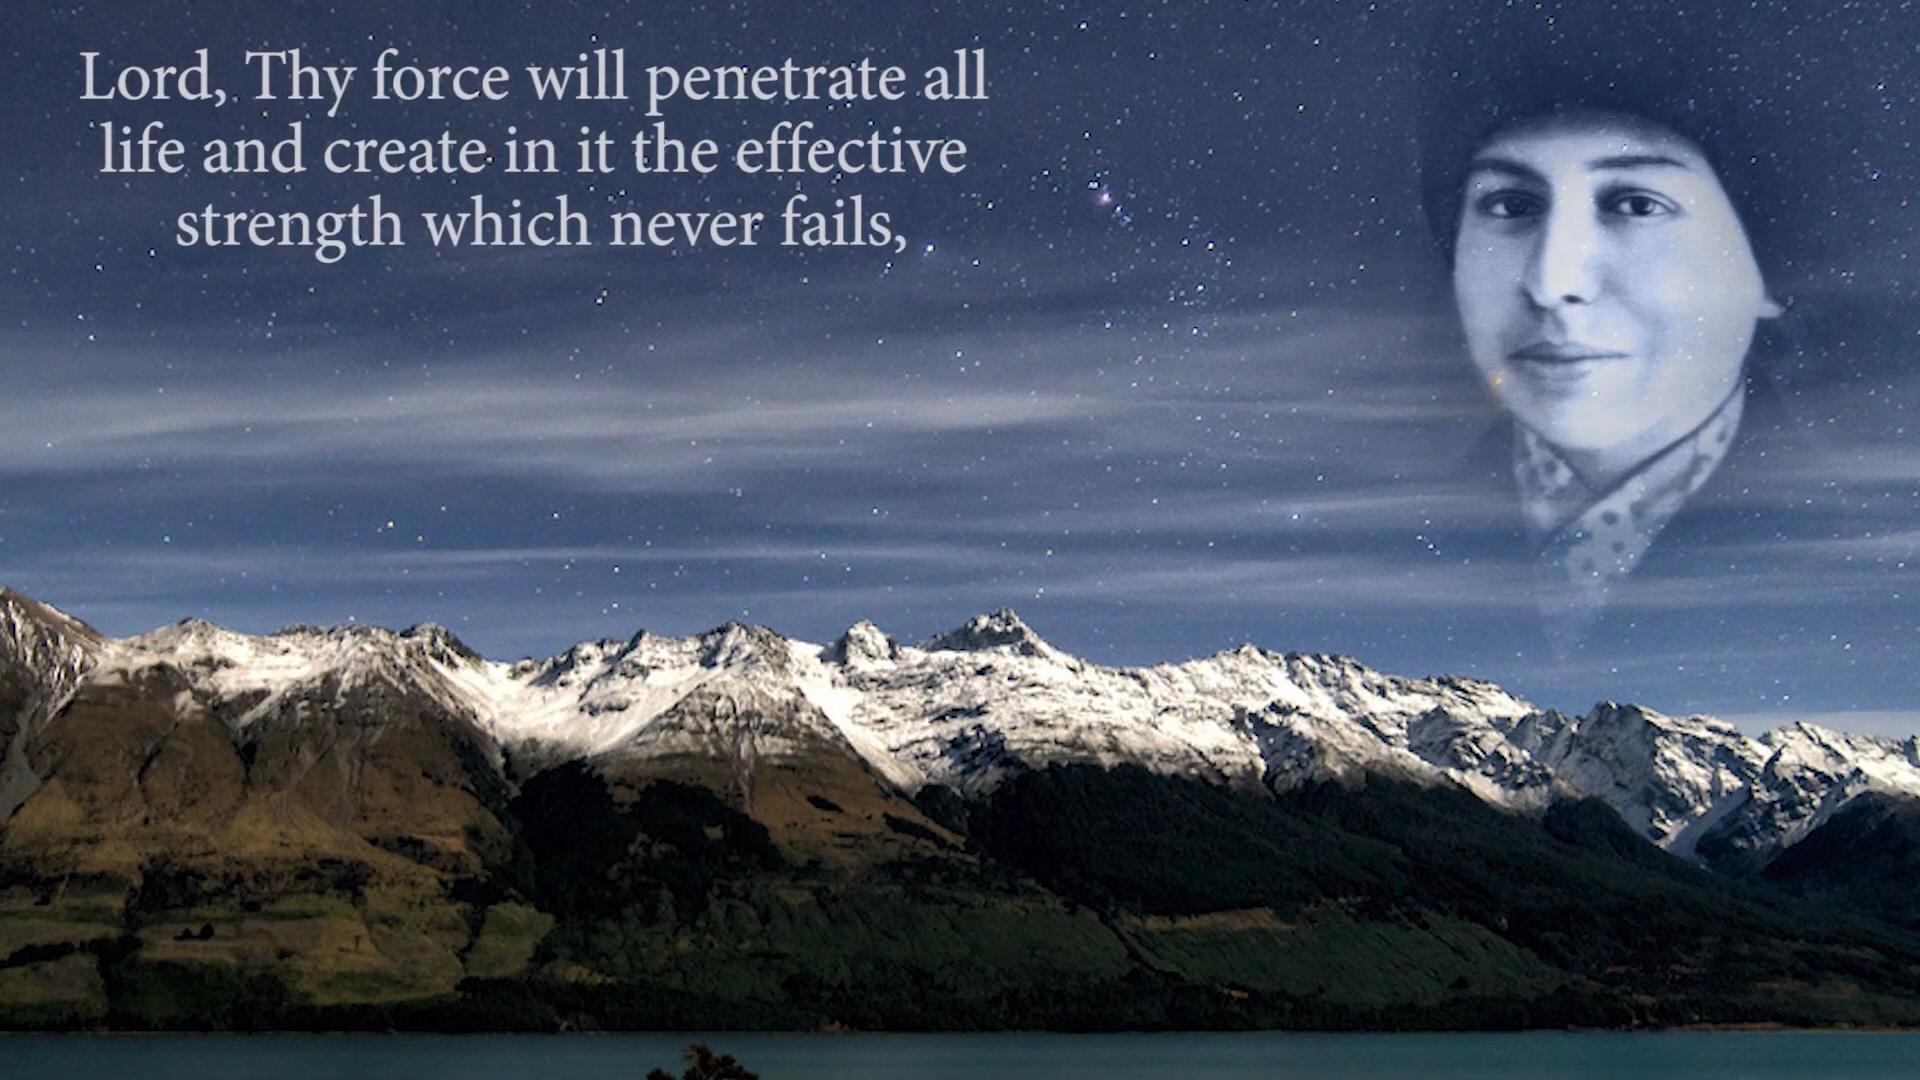 Lord, Thy force will penetrate all
life and create in it the effective
strength which never fails,